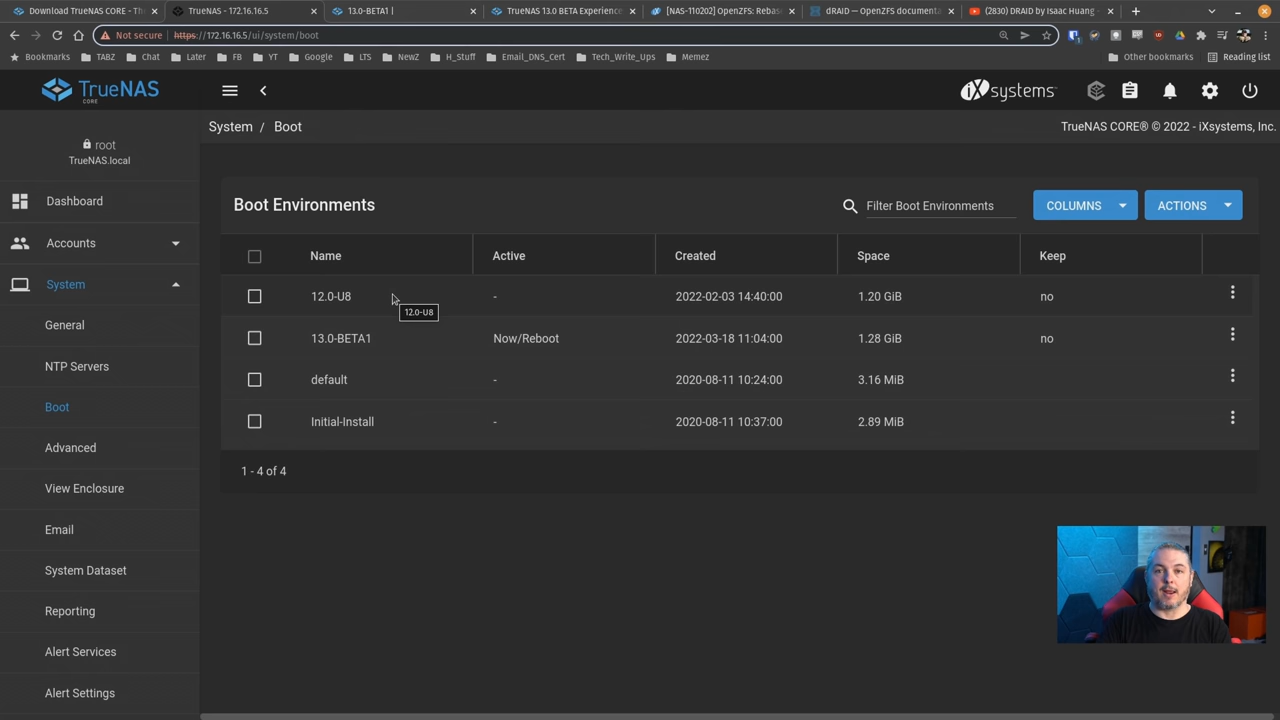 Download TrueNAS CORE - The
TrueNAS - 172.16.16.5
13.0-BETA1 |
TrueNAS 13.0 BETA Experience
[NAS-110202] OpenZFS: Rebas
dRAID — OpenZFS documenta
(2830) DRAID by Isaac Huang -
Not secure
https://172.16.16.5/ui/system/boot
Bookmarks
TABZ
Chat
Later
FB
YT
Google
LTS
NewZ
H_Stuff
Email_DNS_Cert
Tech_Write_Ups
Memez
Other bookmarks
Reading list
TrueNAS
CORE
iXsystems
root
TrueNAS.local
System / Boot
TrueNAS CORE® © 2022 - iXsystems, Inc.
Dashboard
Accounts
System
General
NTP Servers
Boot
Advanced
View Enclosure
Email
System Dataset
Reporting
Alert Services
Alert Settings
Boot Environments
Filter Boot Environments
COLUMNS
ACTIONS
Name Active Created Space Keep
12.0-U8 - 2022-02-03 14:40:00 1.20 GiB no
12.0-U8
13.0-BETA1 Now/Reboot 2022-03-18 11:04:00 1.28 GiB no
default - 2020-08-11 10:24:00 3.16 MiB
Initial-Install - 2020-08-11 10:37:00 2.89 MiB
1 - 4 of 4